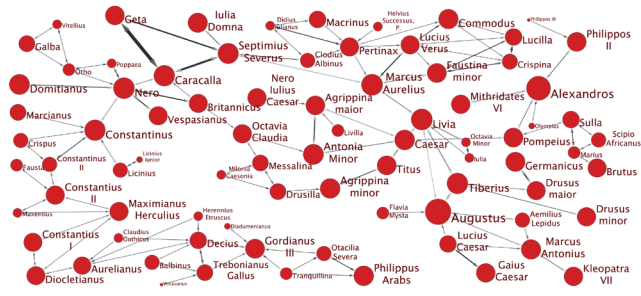 Geta
Iulia
Domna
Didius
Iulianus
Macrinus
Helvius
Successus, P.
Commodus
Philippos III
Philippos
II
Vitellius
Galba
Otho
Poppaea
Septimius
Severus
Clodius
Albinus
Pertinax
Lucius
Verus
Lucilla
Crispina
Faustina
minor
Domitianus
Nero
Caracalla
Marcus
Aurelius
Alexandros
Vespasianus
Britannicus
Nero
Iulius
Caesar
Agrippina
maior
Mithridates
VI
Marcianus
Constantinus
Octavia
Claudia
Livilla
Livia
Olympias
Sulla
Scipio
Africanus
Crispus
Licinius
Iunior
Antonia
Minor
Caesar
Octavia
Minor
Pompeius
Marius
Fausta
Constantinus
II
Licinius
Messalina
Milonia
Caesonia
Titus
Iulia
Germanicus
Brutus
Constantius
II
Drusilla
Agrippina
minor
Tiberius
Drusus
maior
Maxentius
Maximianus
Herculius
Herennius
Etruscus
Diadumenianus
Flavia
Mysta
Augustus
Aemilius
Lepidus
Drusus
minor
Constantius
I
Claudius
Gothicus
Decius
Gordianus
III
Otacilia
Severa
Lucius
Caesar
Marcus
Antonius
Diocletianus
Aurelianus
Balbinus
Trebonianus
Gallus
Volusianus
Tranquillina
Philippus
Arabs
Gaius
Caesar
Kleopatra
VII